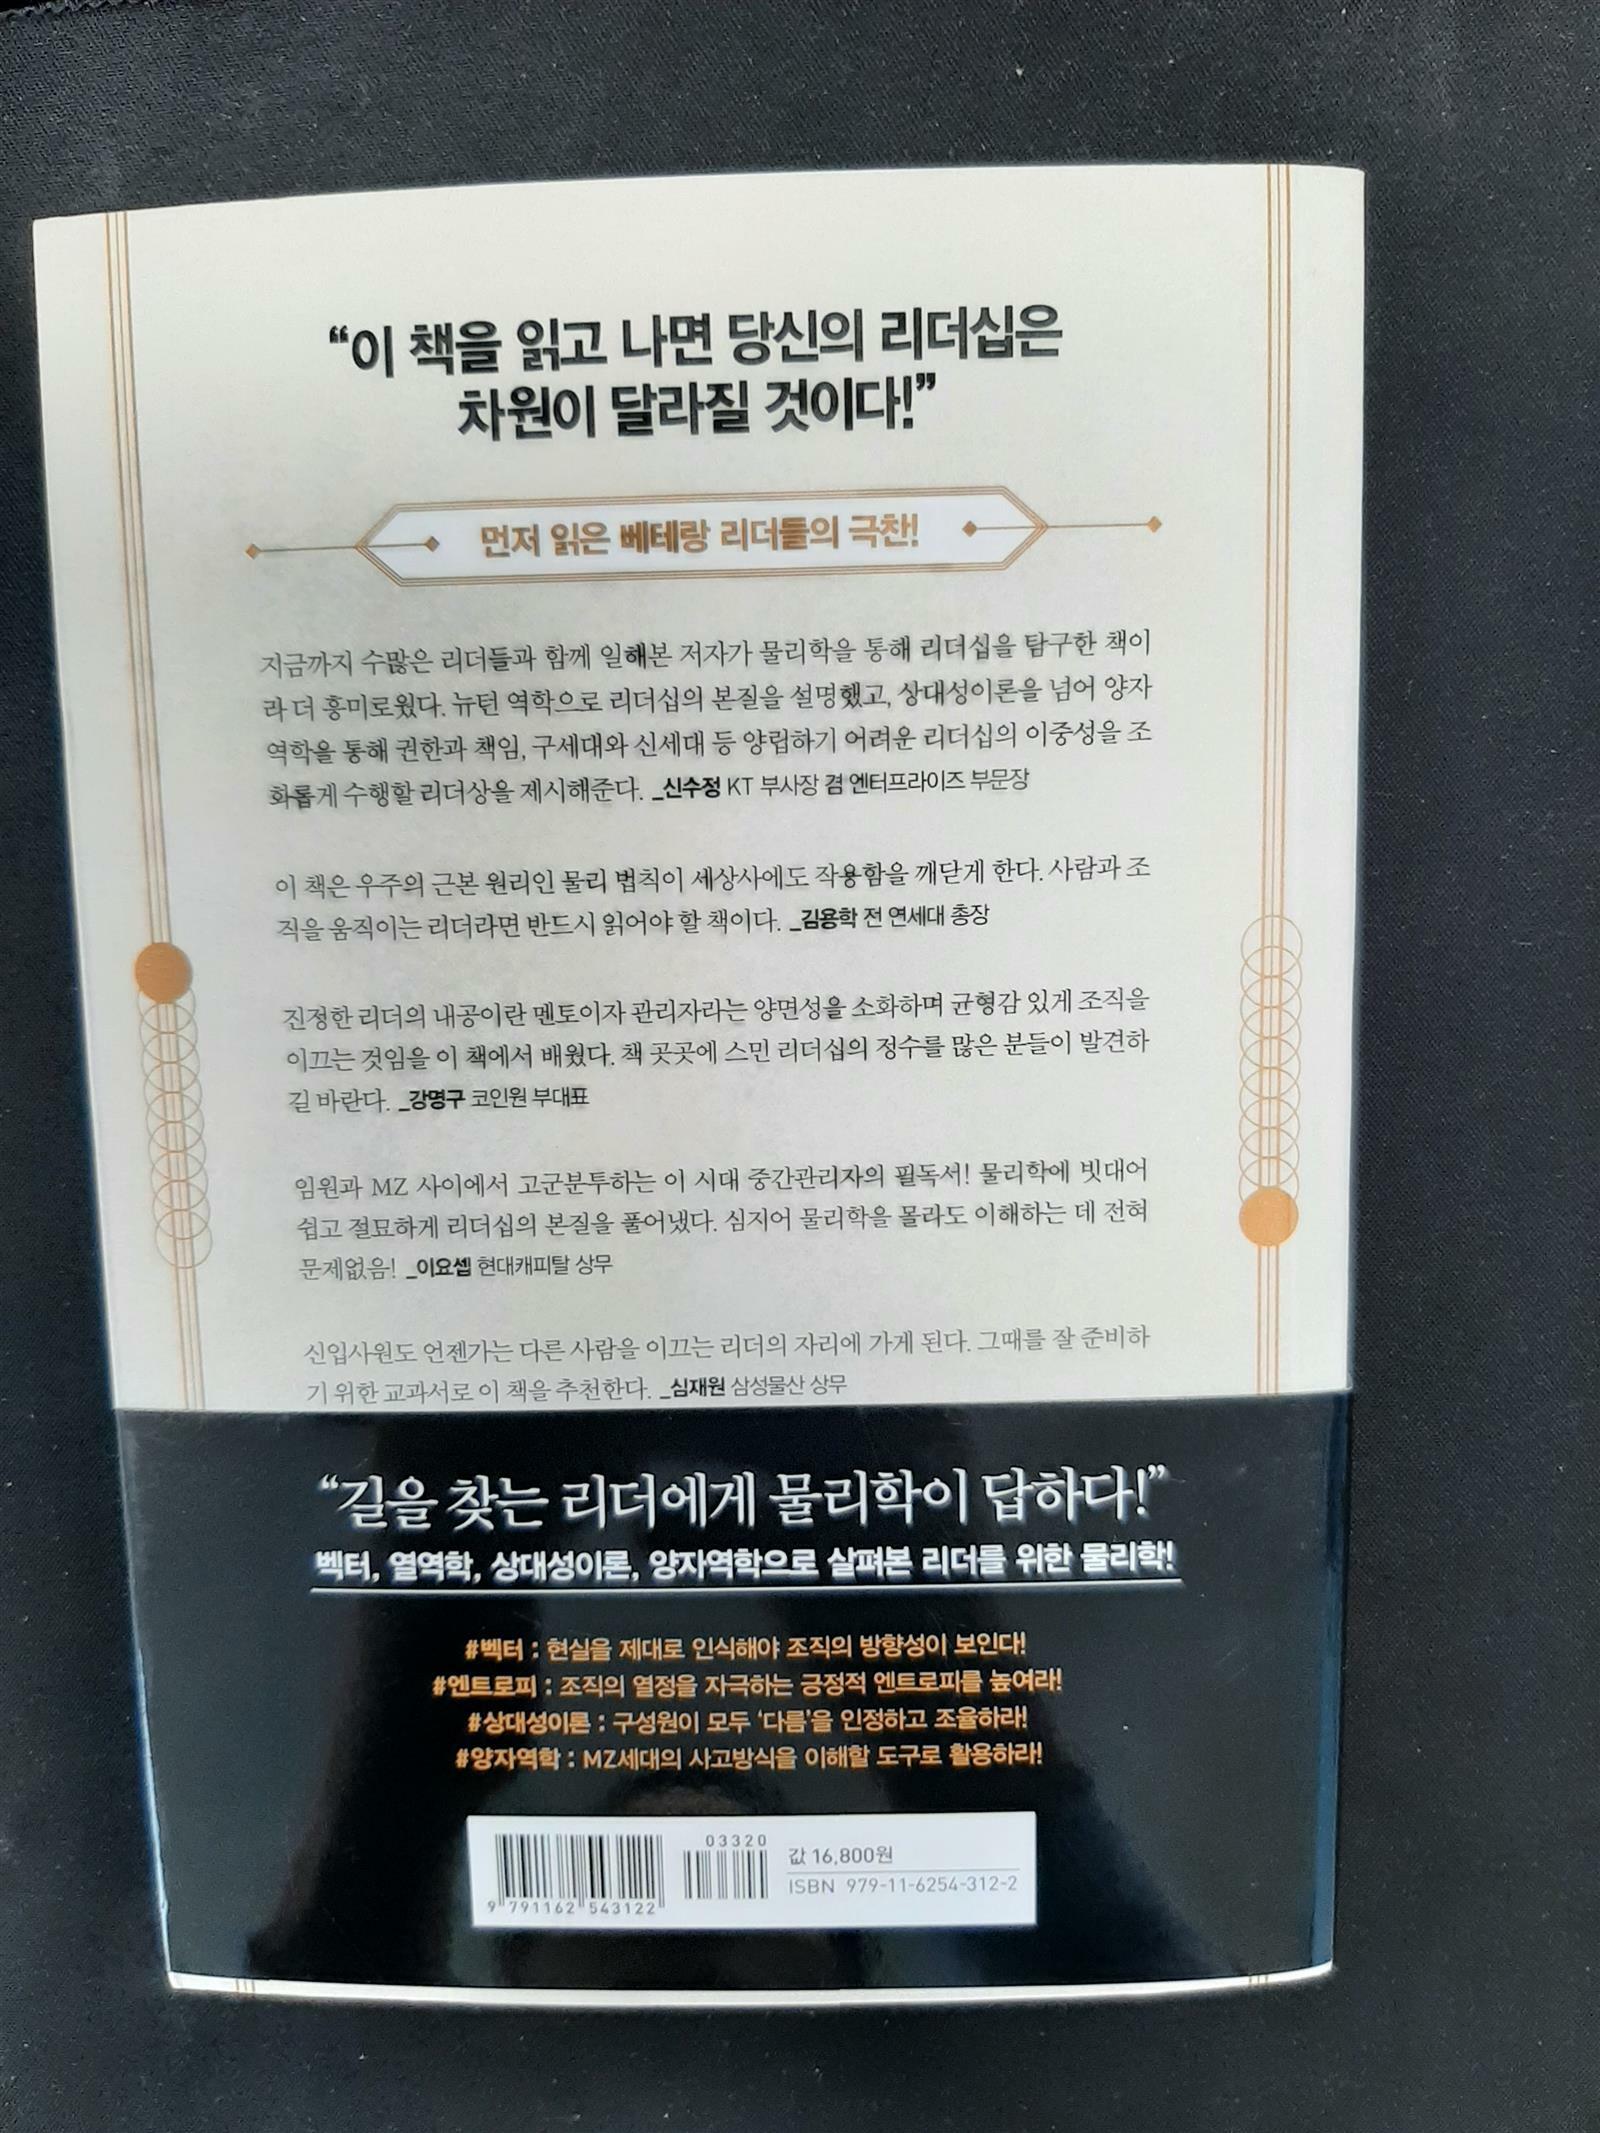 “이 책을 읽고 나면 당신의 리더십은
차원이 달라질 것이다!”
먼저 읽은 베테랑 리더들의 극찬!
지금까지 수많은 리더들과 함께 일해본 저자가 물리학을 통해 리더십을 탐구한 책이
라 더 흥미로웠다. 뉴턴 역학으로 리더십의 본질을 설명했고, 상대성이론을 넘어 양자
역학을 통해 권한과 책임, 구세대와 신세대 등 양립하기 어려운 리더십의 이중성을 조
화롭게 수행할 리더상을 제시해준다. _신수정 KT 부사장 겸 엔터프라이즈 부문장
이 책은 우주의 근본 원리인 물리 법칙이 세상사에도 작용함을 깨닫게 한다. 사람과 조
직을 움직이는 리더라면 반드시 읽어야 할 책이다. _김용학 전 연세대 총장
진정한 리더의 내공이란 멘토이자 관리자라는 양면성을 소화하며 균형감 있게 조직을
이끄는 것임을 이 책에서 배웠다. 책 곳곳에 스민 리더십의 정수를 많은 분들이 발견하
길 바란다. _강명구 코인원 부대표
임원과 MZ 사이에서 고군분투하는 이 시대 중간관리자의 필독서! 물리학에 빗대어
쉽고 절묘하게 리더십의 본질을 풀어냈다. 심지어 물리학을 몰라도 이해하는 데 전혀
문제없음! _이요셉 현대캐피탈 상무
신입사원도 언젠가는 다른 사람을 이끄는 리더의 자리에 가게 된다. 그때를 잘 준비하
기 위한 교과서로 이 책을 추천한다. _심재원 삼성물산 상무
“길을 찾는 리더에게 물리학이 답하다!”
벡터, 열역학, 상대성이론, 양자역학으로 살펴본 리더를 위한 물리학!
#벡터 : 현실을 제대로 인식해야 조직의 방향성이 보인다!
#엔트로피 : 조직의 열정을 자극하는 긍정적 엔트로피를 높여라!
#상대성이론 : 구성원이 모두 ‘다름’을 인정하고 조율하라!
#양자역학 : MZ세대의 사고방식을 이해할 도구로 활용하라!
03320
9 791162 543122
값 16,800원
ISBN 979-11-6254-312-2